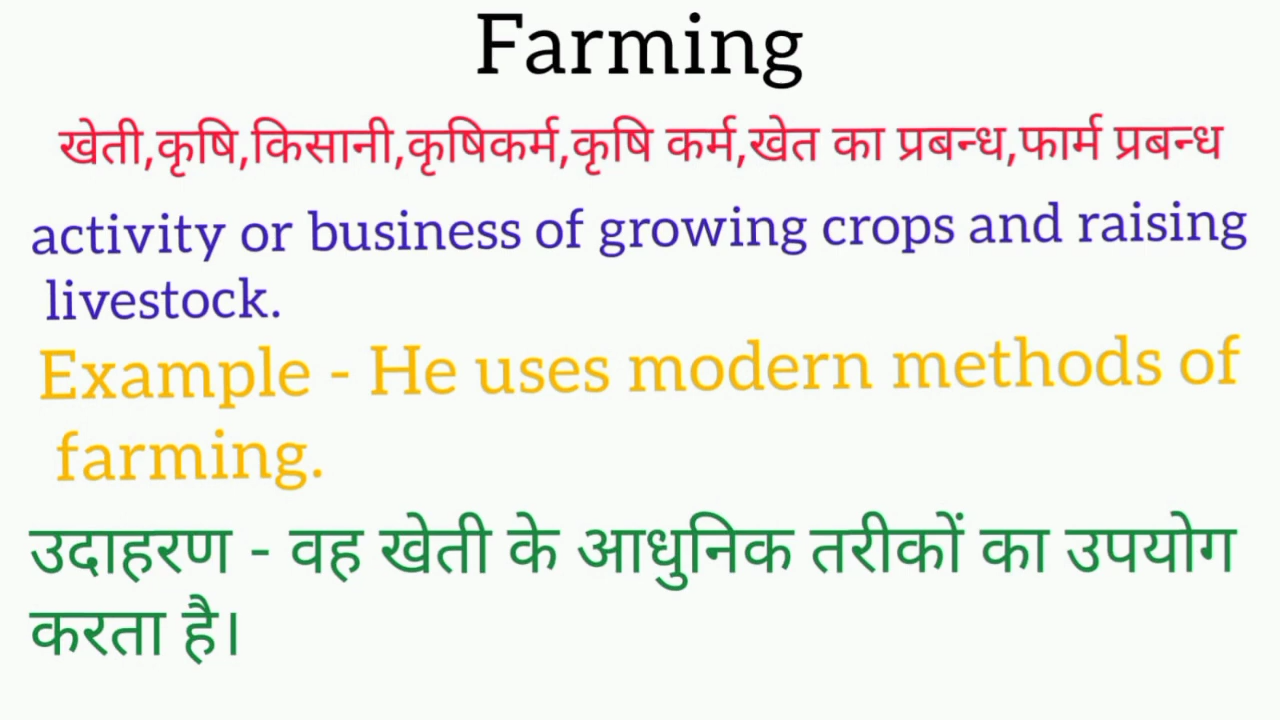 Farming
खेती,कृषि,किसानी,कृषिकर्म,कृषि कर्म,खेत का प्रबन्ध,फार्म प्रबन्ध
activity or business of growing crops and raising
livestock.
Example - He uses modern methods of
farming.
उदाहरण - वह खेती के आधुनिक तरीकों का उपयोग
करता है।